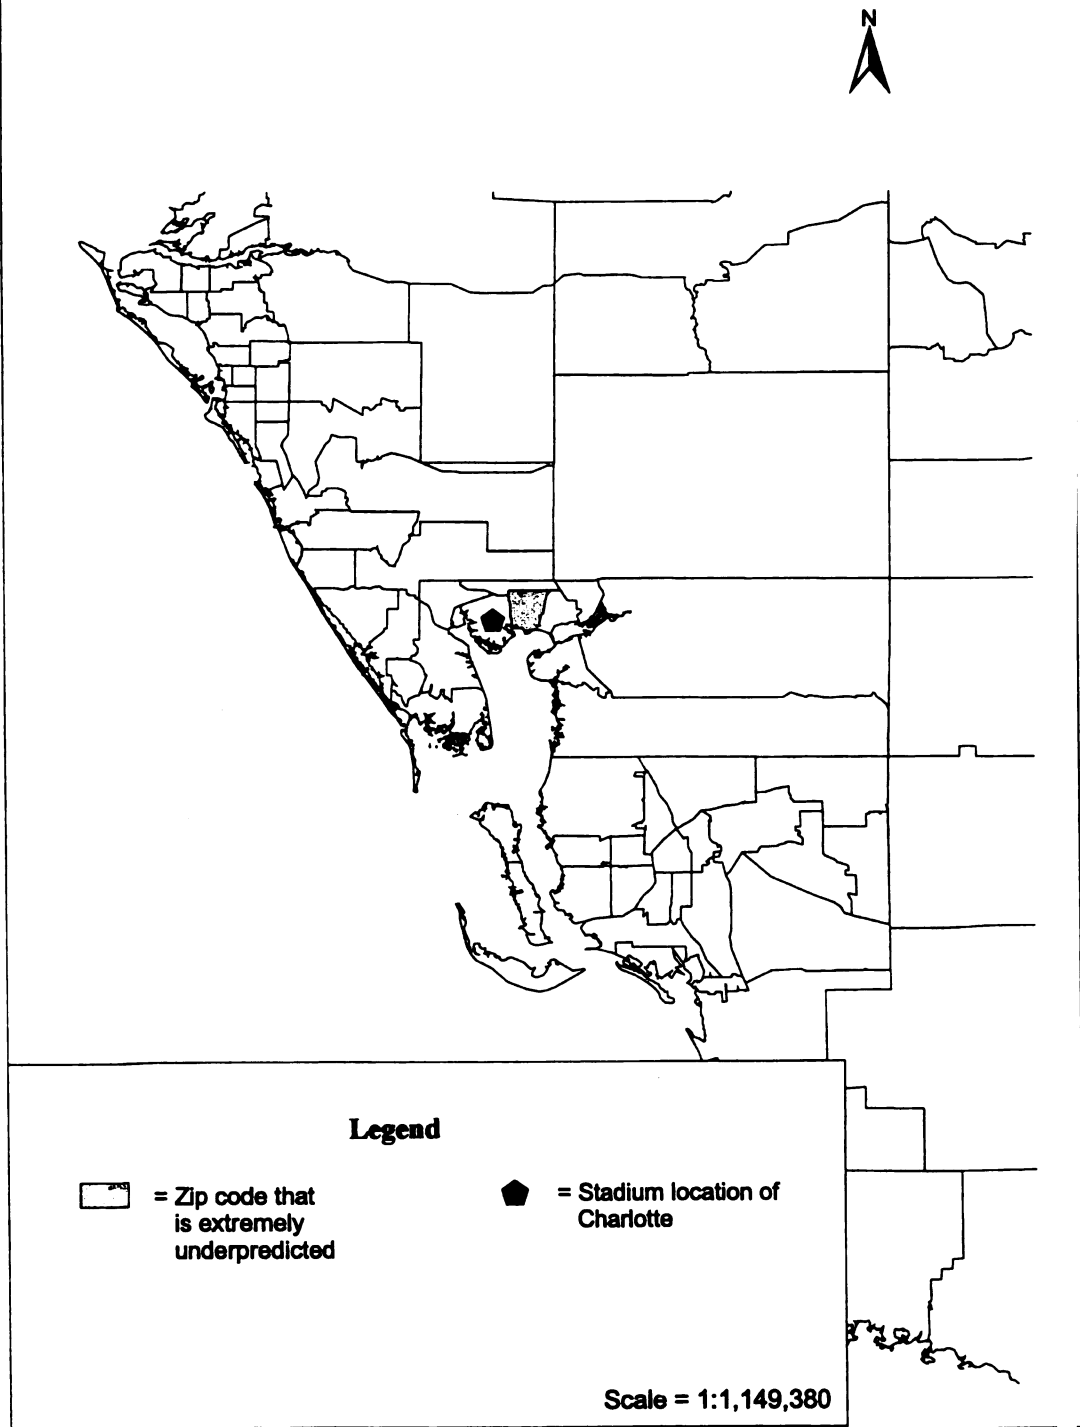 N
Legend
= Zip code that
is extremely
underpredicted
= Stadium location of
Charlotte
Scale = 1:1,149,380